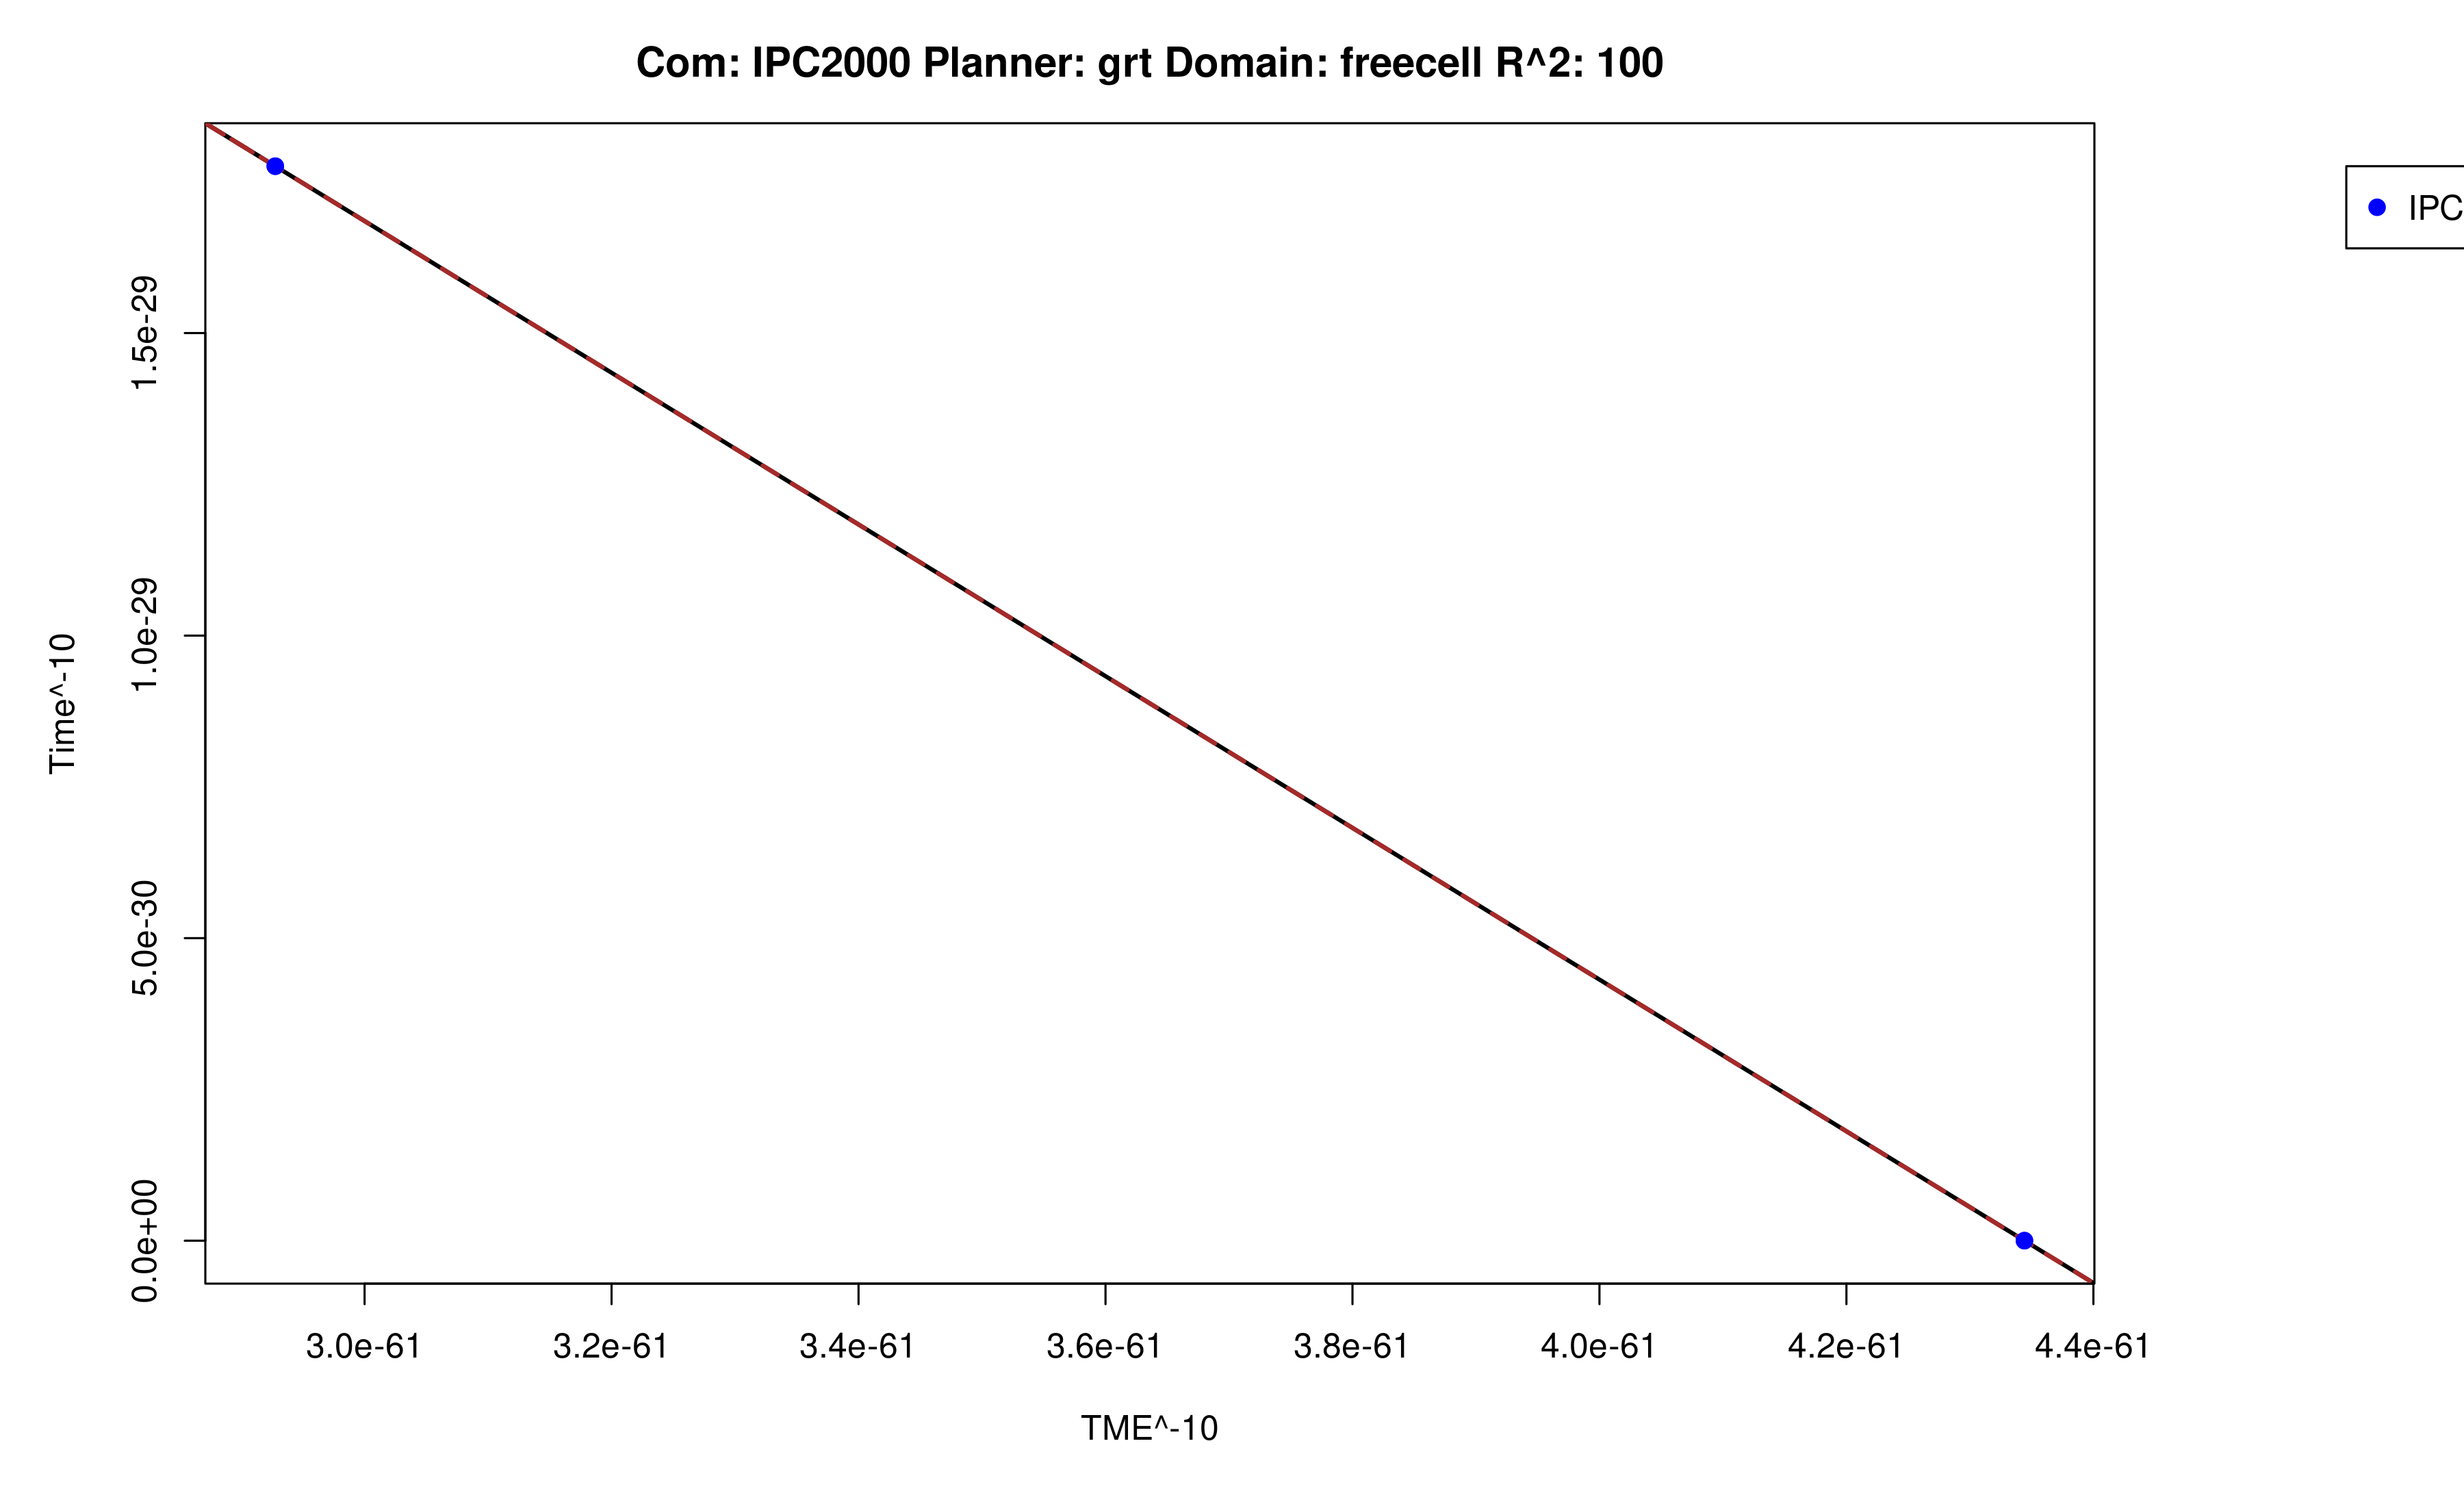 Com: IPC2000 Planner: grt Domain: freecell R^2: 100
IPC
Time^-10
1.5e-29
1.0e-29
5.0e-30
0.0e+00
3.0e-61 3.2e-61 3.4e-61 3.6e-61 3.8e-61 4.0e-61 4.2e-61 4.4e-61
TME^-10